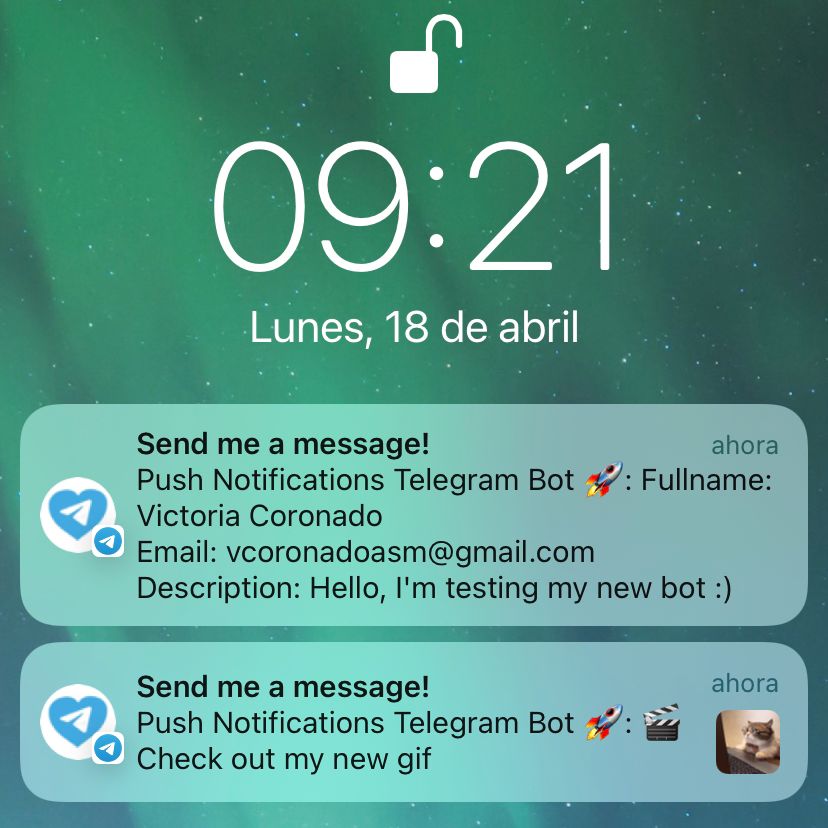 09:21
Lunes, 18 de abril
Send me a message!
ahora
Push Notifications Telegram Bot 🚀: Fullname:
Victoria Coronado
Email: vcoronadoasm@gmail.com
Description: Hello, I'm testing my new bot :)
Send me a message!
ahora
Push Notifications Telegram Bot 🚀: 🎬
Check out my new gif